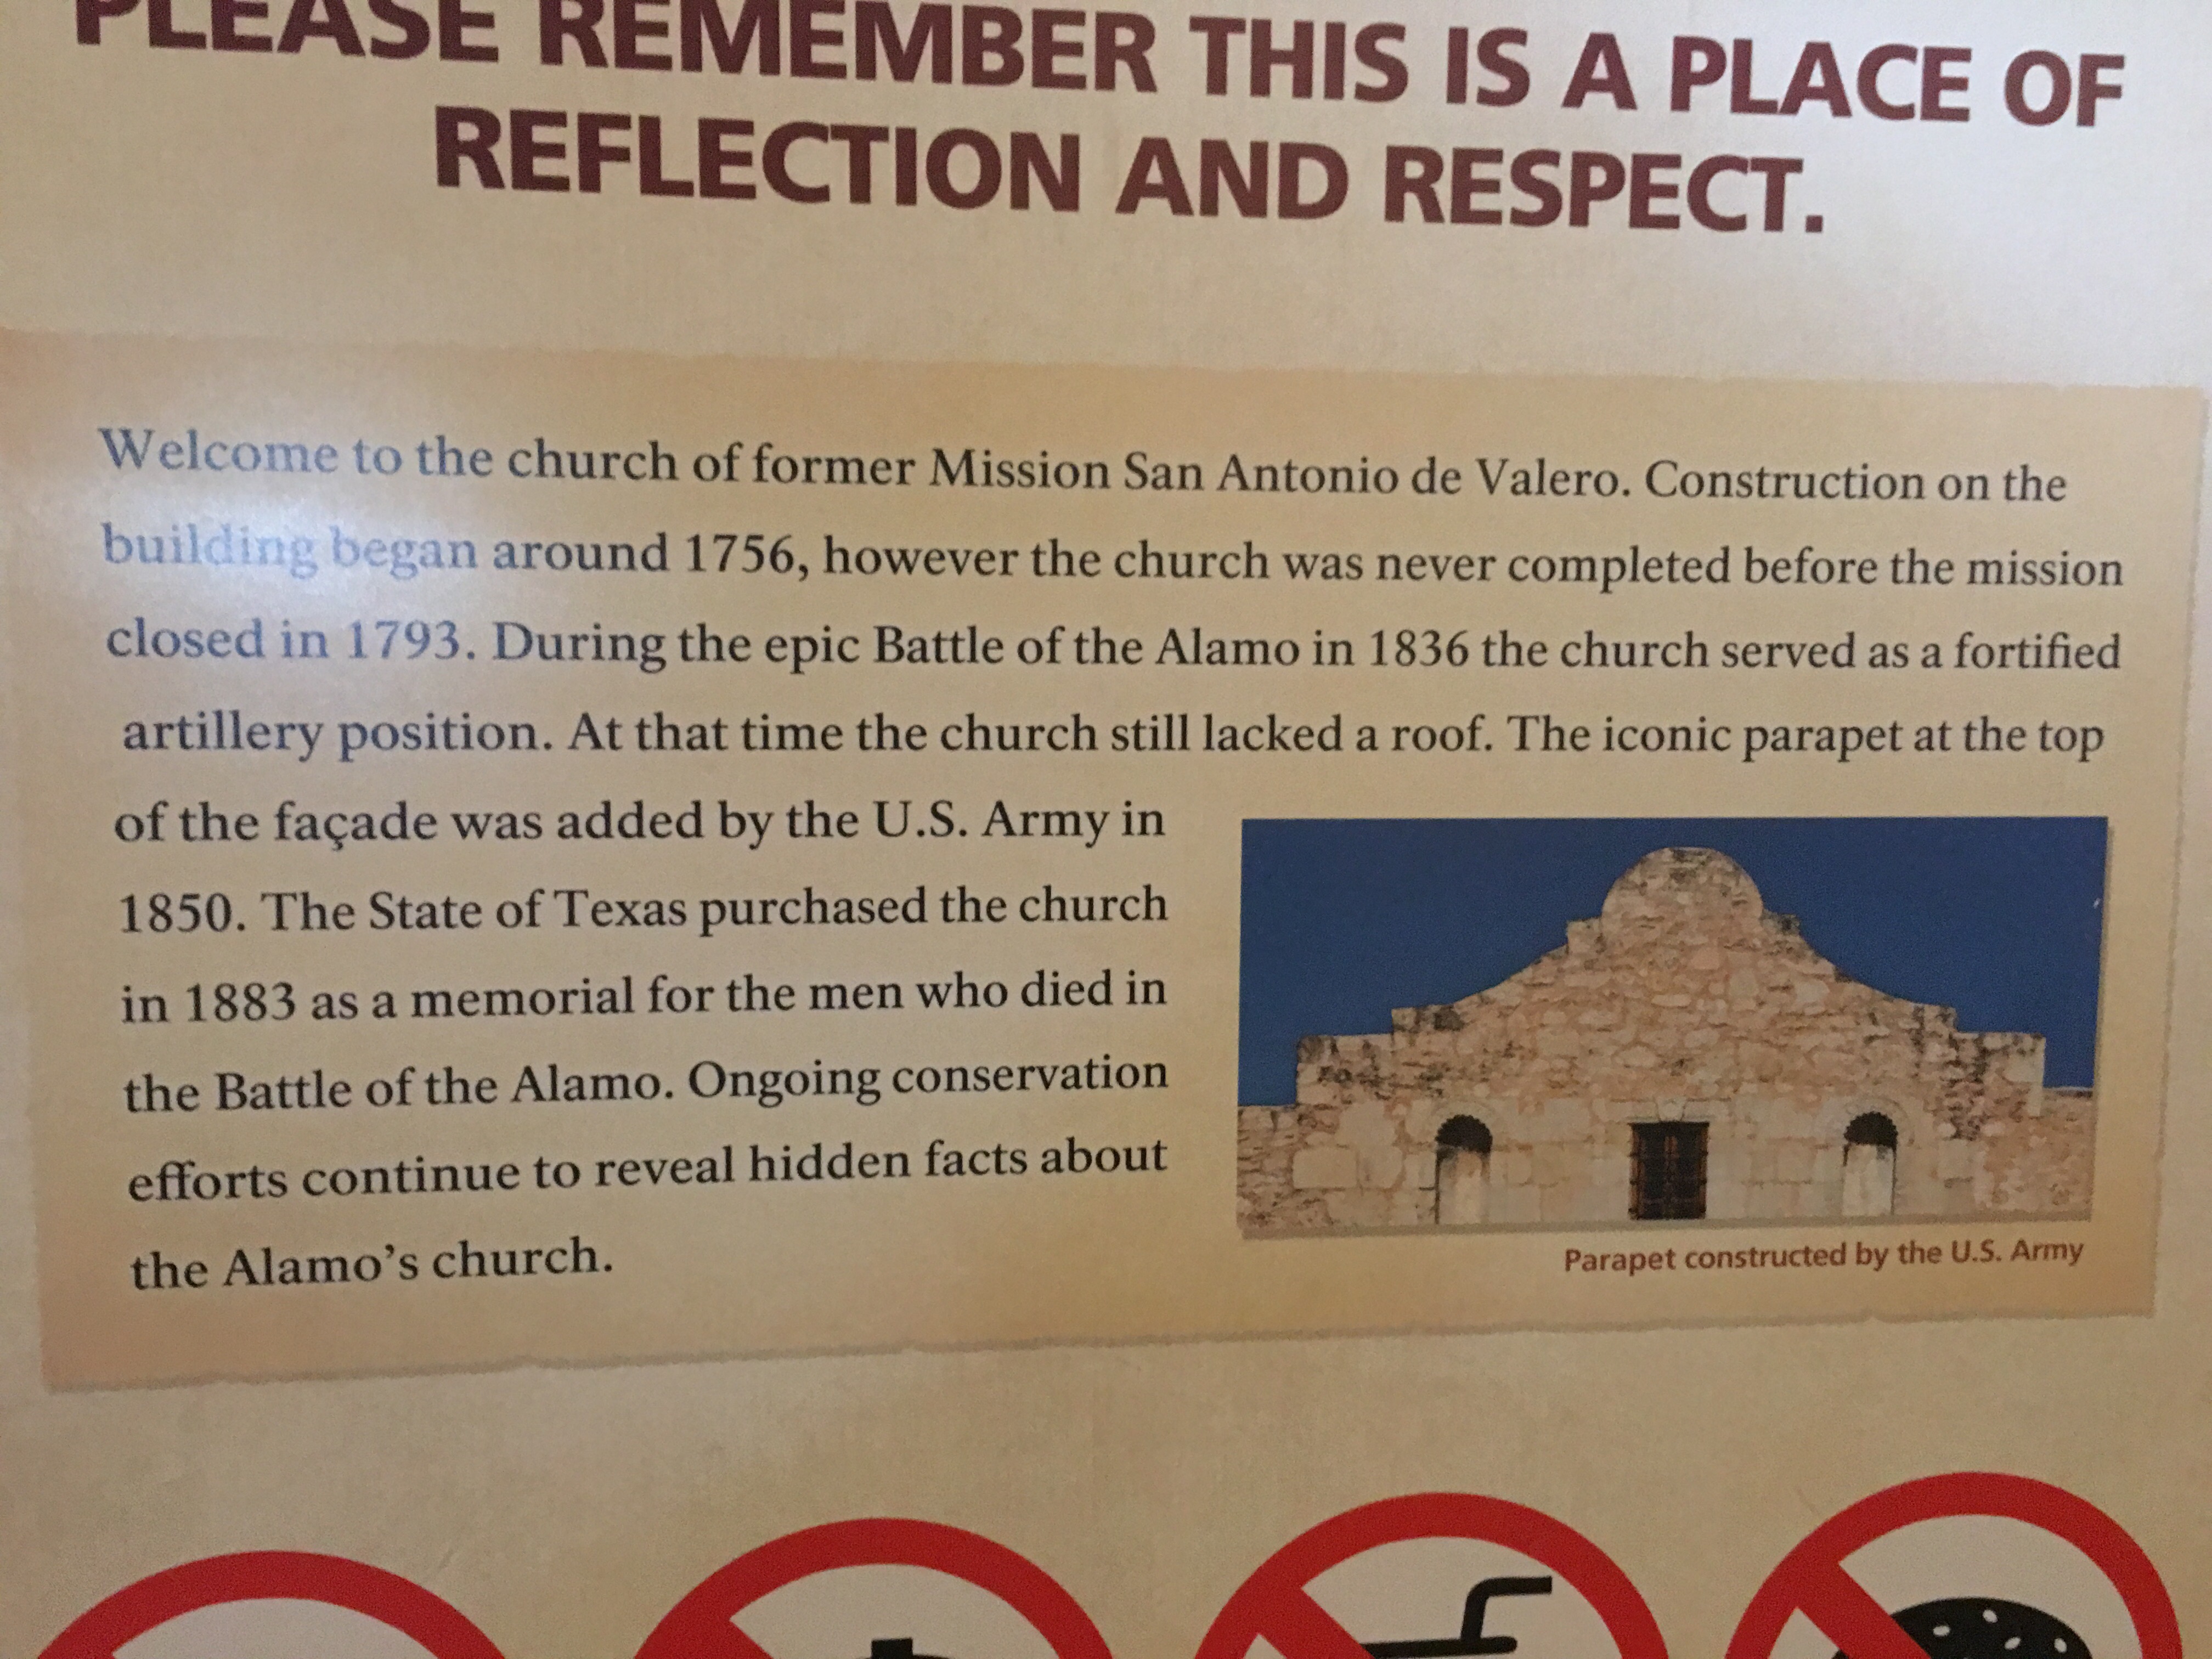 PLEASE REMEMBER THIS IS A PLACE OF
REFLECTION AND RESPECT.
Welcome to the church of former Mission San Antonio de Valero. Construction on the
building began around 1756, however the church was never completed before the mission
closed in 1793. During the epic Battle of the Alamo in 1836 the church served as a fortified
artillery position. At that time the church still lacked a roof. The iconic parapet at the top
of the façade was added by the U.S. Army in
1850. The State of Texas purchased the church
in 1883 as a memorial for the men who died in
the Battle of the Alamo. Ongoing conservation
efforts continue to reveal hidden facts about
the Alamo's church.
Parapet constructed by the U.S. Army